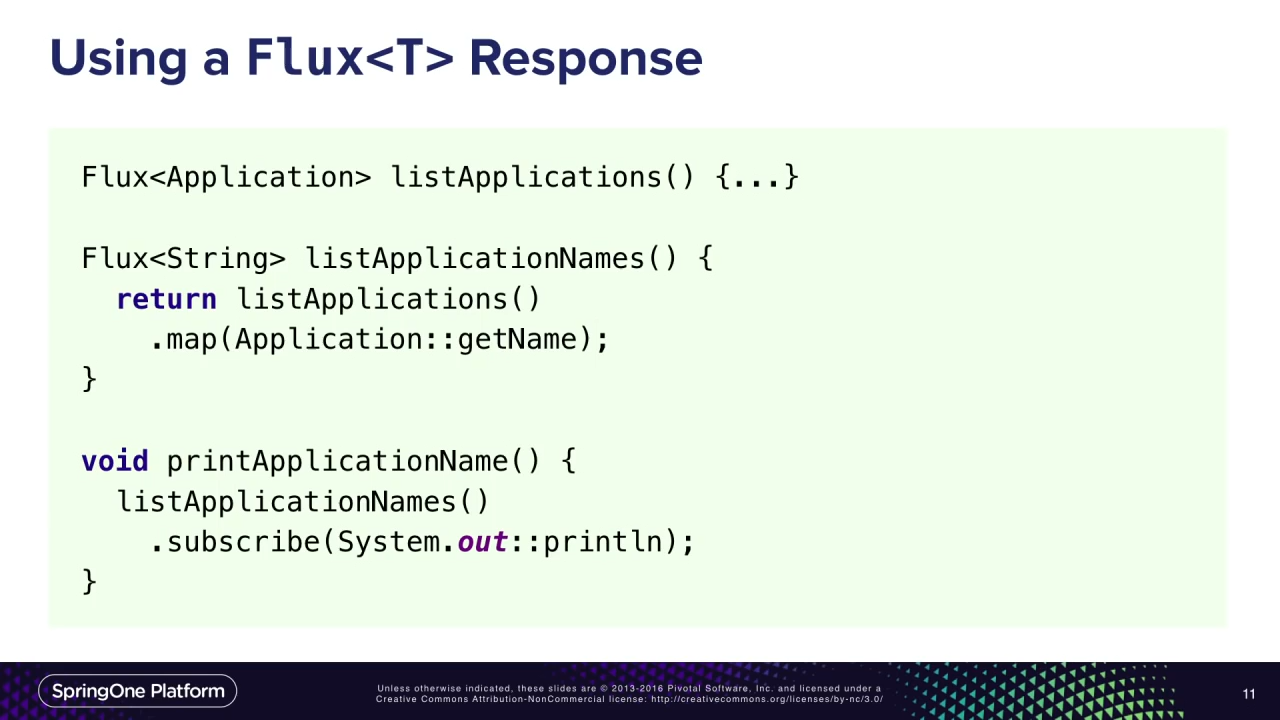 Using a Flux<T> Response
Flux<Application> listApplications() {...}
Flux<String> listApplicationNames() {
return listApplications()
.map(Application::getName);
}
void printApplicationName() {
listApplicationNames()
.subscribe(System.out::println);
}
SpringOne Platform
Unless otherwise indicated, these slides are © 2013-2016 Pivotal Software, Inc. and licensed under a
Creative Commons Attribution-NonCommercial license: http://creativecommons.org/licenses/by-nc/3.0/
11